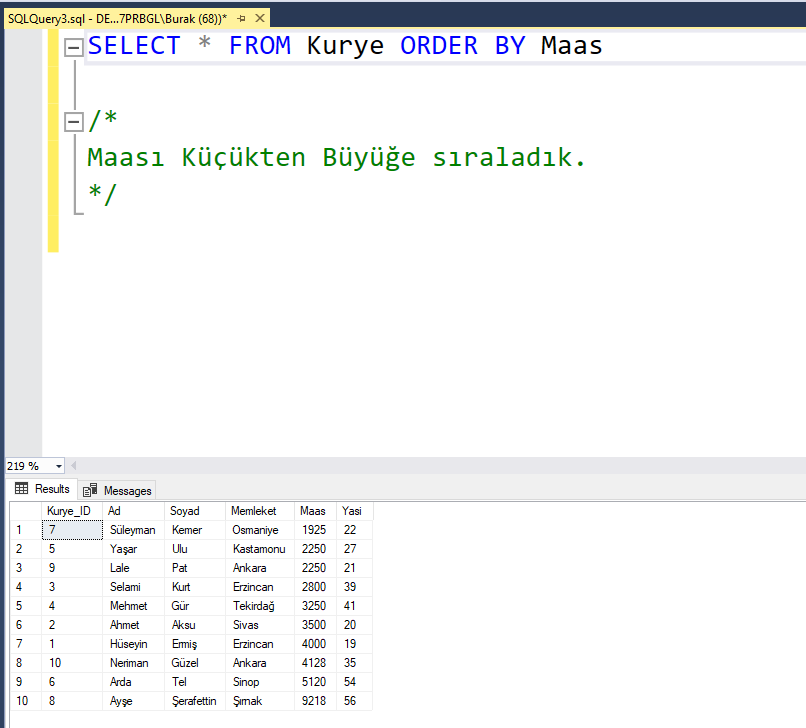 SQLQuery3.sql - DE...7PRBGL\Burak (68))*
SELECT * FROM Kurye ORDER BY Maas
/*
Maası Küçükten Büyüğe sıraladık.
*/
219 %
Results Messages
Kurye_ID Ad Soyad Memleket Maas Yasi
1 7 Süleyman Kemer Osmaniye 1925 22
2 5 Yaşar Ulu Kastamonu 2250 27
3 9 Lale Pat Ankara 2250 21
4 3 Selami Kurt Erzincan 2800 39
5 4 Mehmet Gür Tekirdağ 3250 41
6 2 Ahmet Aksu Sivas 3500 20
7 1 Hüseyin Ermiş Erzincan 4000 19
8 10 Neriman Güzel Ankara 4128 35
9 6 Arda Tel Sinop 5120 54
10 8 Ayşe Şerafettin Şırnak 9218 56